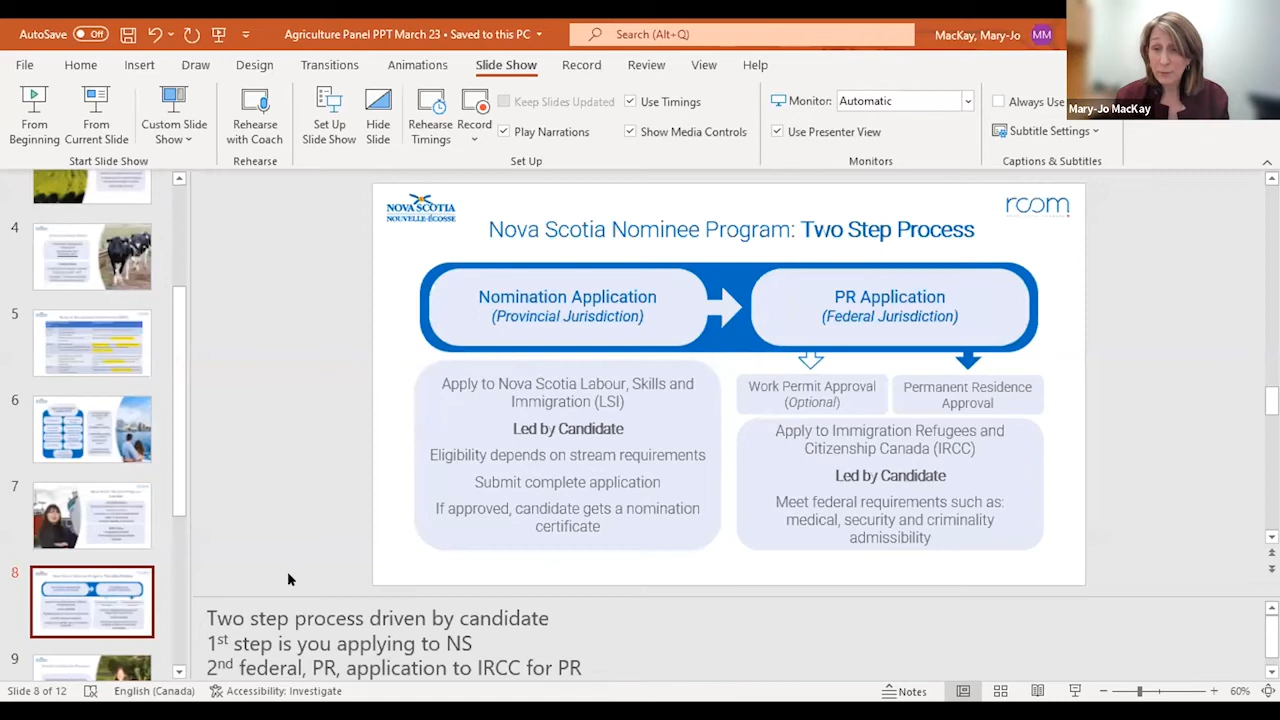 AutoSave Off
Agriculture Panel PPT March 23 • Saved to this PC
Search (Alt+Q)
MacKay, Mary-Jo MM
File Home Insert Draw Design Transitions Animations Slide Show Record Review View Help
From Beginning
From Current Slide
Custom Slide Show
Start Slide Show
Rehearse with Coach
Rehearse
Set Up Slide Show
Hide Slide
Rehearse Timings
Record
Keep Slides Updated
Play Narrations
Use Timings
Show Media Controls
Set Up
Monitor: Automatic
Use Presenter View
Monitors
Always Use
Subtitle Settings
Captions & Subtitles
Mary-Jo MacKay
4
5
6
7
8
9
NOVA SCOTIA
NOUVELLE-ÉCOSSE
Nova Scotia Nominee Program: Two Step Process
Nomination Application
(Provincial Jurisdiction)
PR Application
(Federal Jurisdiction)
Apply to Nova Scotia Labour, Skills and
Immigration (LSI)
Led by Candidate
Eligibility depends on stream requirements
Submit complete application
If approved, candidate gets a nomination
certificate
Work Permit Approval
(Optional)
Permanent Residence
Approval
Apply to Immigration Refugees and
Citizenship Canada (IRCC)
Led by Candidate
Meet federal requirements such as:
medical, security and criminality
admissibility
Two step process driven by candidate
1st step is you applying to NS
2nd federal, PR, application to IRCC for PR
Slide 8 of 12 English (Canada) Accessibility: Investigate Notes 60%